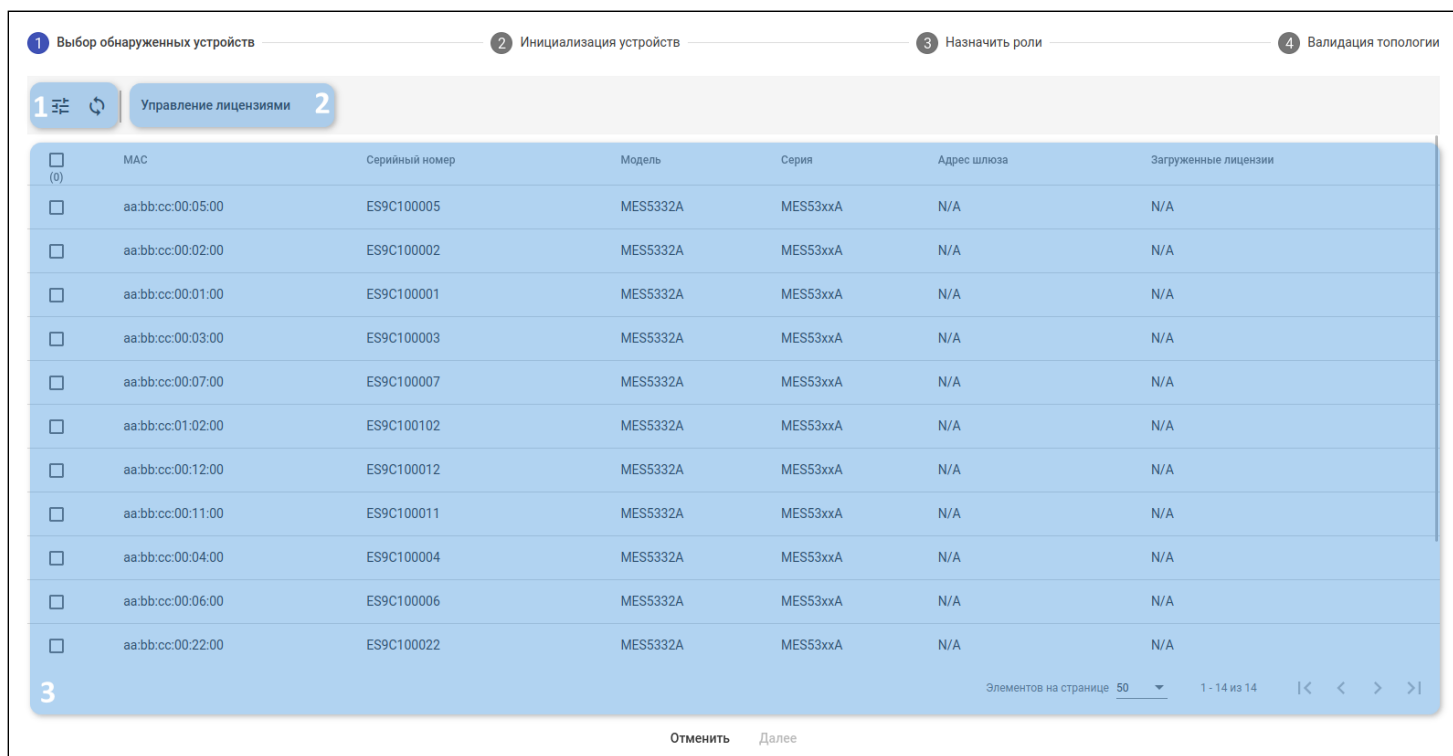 1 Выбор обнаруженных устройств 2 Инициализация устройств 3 Назначить роли 4 Валидация топологии
1 Управление лицензиями 2
(0) MAC Серийный номер Модель Серия Адрес шлюза Загруженные лицензии
aa:bb:cc:00:05:00 ES9C100005 MES5332A MES53xxA N/A N/A
aa:bb:cc:00:02:00 ES9C100002 MES5332A MES53xxA N/A N/A
aa:bb:cc:00:01:00 ES9C100001 MES5332A MES53xxA N/A N/A
aa:bb:cc:00:03:00 ES9C100003 MES5332A MES53xxA N/A N/A
aa:bb:cc:00:07:00 ES9C100007 MES5332A MES53xxA N/A N/A
aa:bb:cc:01:02:00 ES9C100102 MES5332A MES53xxA N/A N/A
aa:bb:cc:00:12:00 ES9C100012 MES5332A MES53xxA N/A N/A
aa:bb:cc:00:11:00 ES9C100011 MES5332A MES53xxA N/A N/A
aa:bb:cc:00:04:00 ES9C100004 MES5332A MES53xxA N/A N/A
aa:bb:cc:00:06:00 ES9C100006 MES5332A MES53xxA N/A N/A
aa:bb:cc:00:22:00 ES9C100022 MES5332A MES53xxA N/A N/A
3 Элементов на странице 50 1 - 14 из 14
Отменить Далее